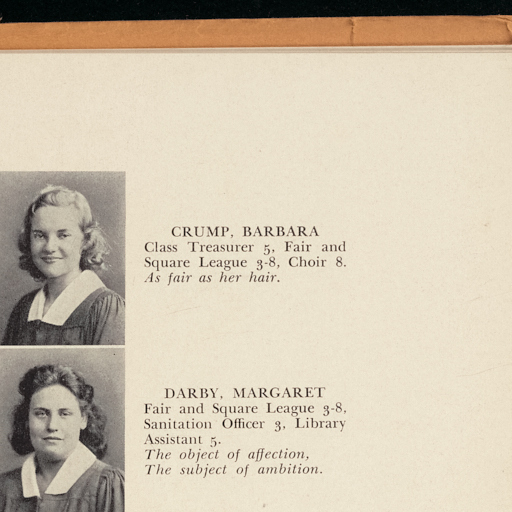 CRUMP, BARBARA
Class Treasurer 5, Fair and
Square League 3-8, Choir 8.
As fair as her hair.
DARBY, MARGARET
Fair and Square League 3-8,
Sanitation Officer 3, Library
Assistant 5.
The object of affection,
The subject of ambition.